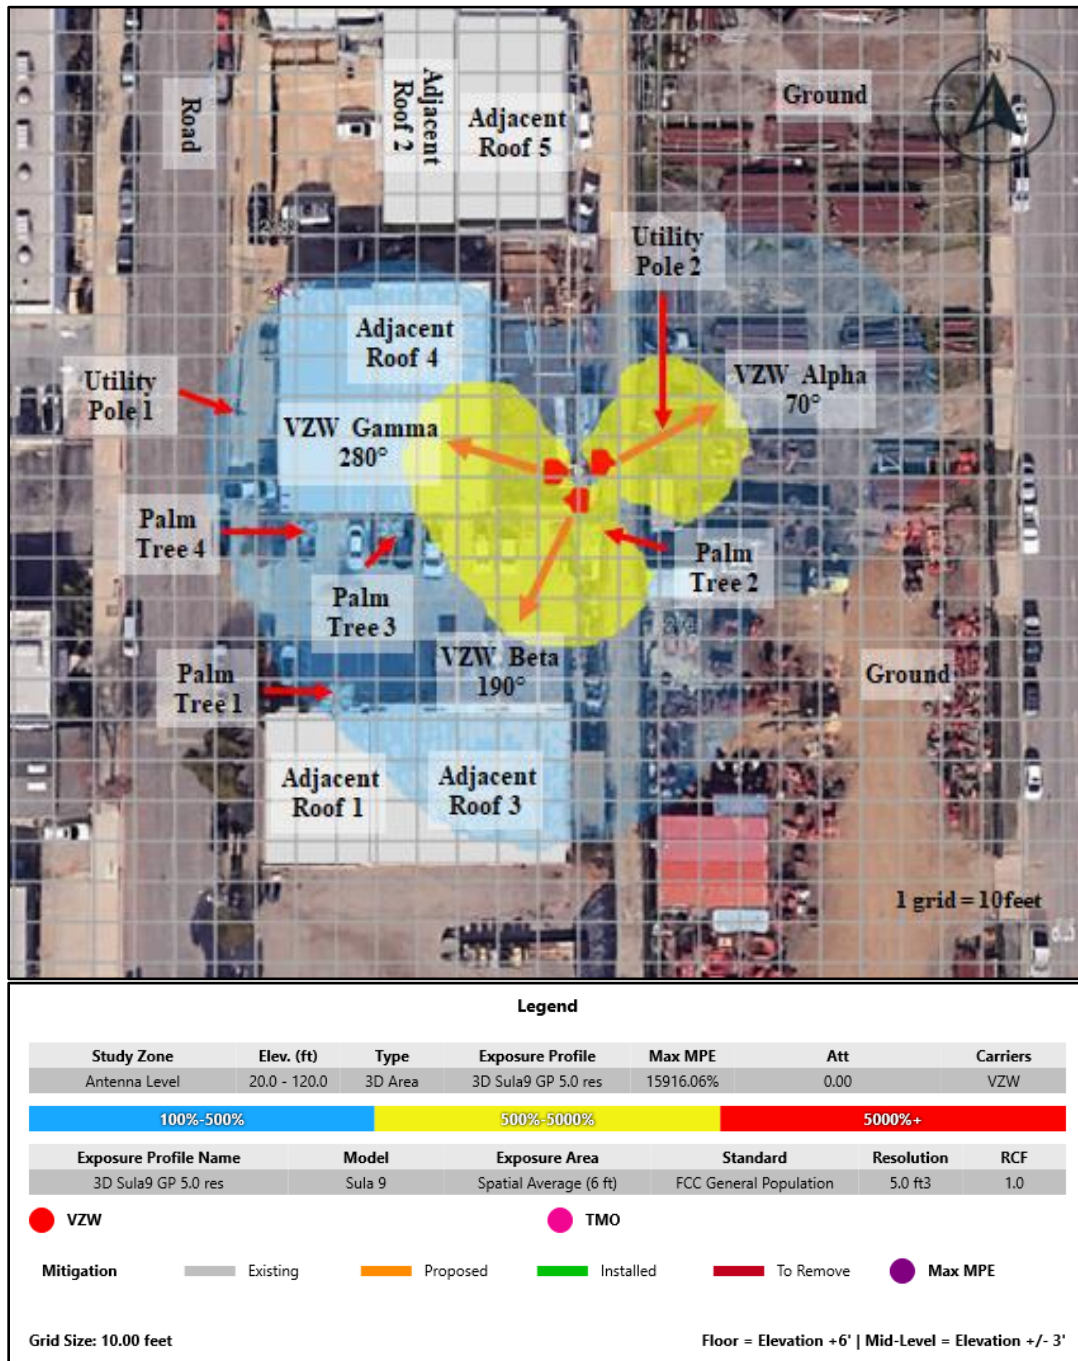 N
Road
Adjacent
Roof 2
Adjacent
Roof 5
Ground
Utility
Pole 2
Adjacent
Roof 4
Utility
Pole 1
VZW Alpha
70°
VZW Gamma
280°
Palm
Tree 4
Palm
Tree 3
Palm
Tree 2
VZW Beta
190°
Palm
Tree 1
Ground
Adjacent
Roof 1
Adjacent
Roof 3
1 grid = 10feet
Legend
Study Zone Elev. (ft) Type Exposure Profile Max MPE Att Carriers
Antenna Level 20.0 - 120.0 3D Area 3D Sula9 GP 5.0 res 15916.06% 0.00 VZW
100%-500% 500%-5000% 5000%+
Exposure Profile Name Model Exposure Area Standard Resolution RCF
3D Sula9 GP 5.0 res Sula 9 Spatial Average (6 ft) FCC General Population 5.0 ft3 1.0
VZW TMO
Mitigation Existing Proposed Installed To Remove Max MPE
Grid Size: 10.00 feet Floor = Elevation +6' | Mid-Level = Elevation +/- 3'